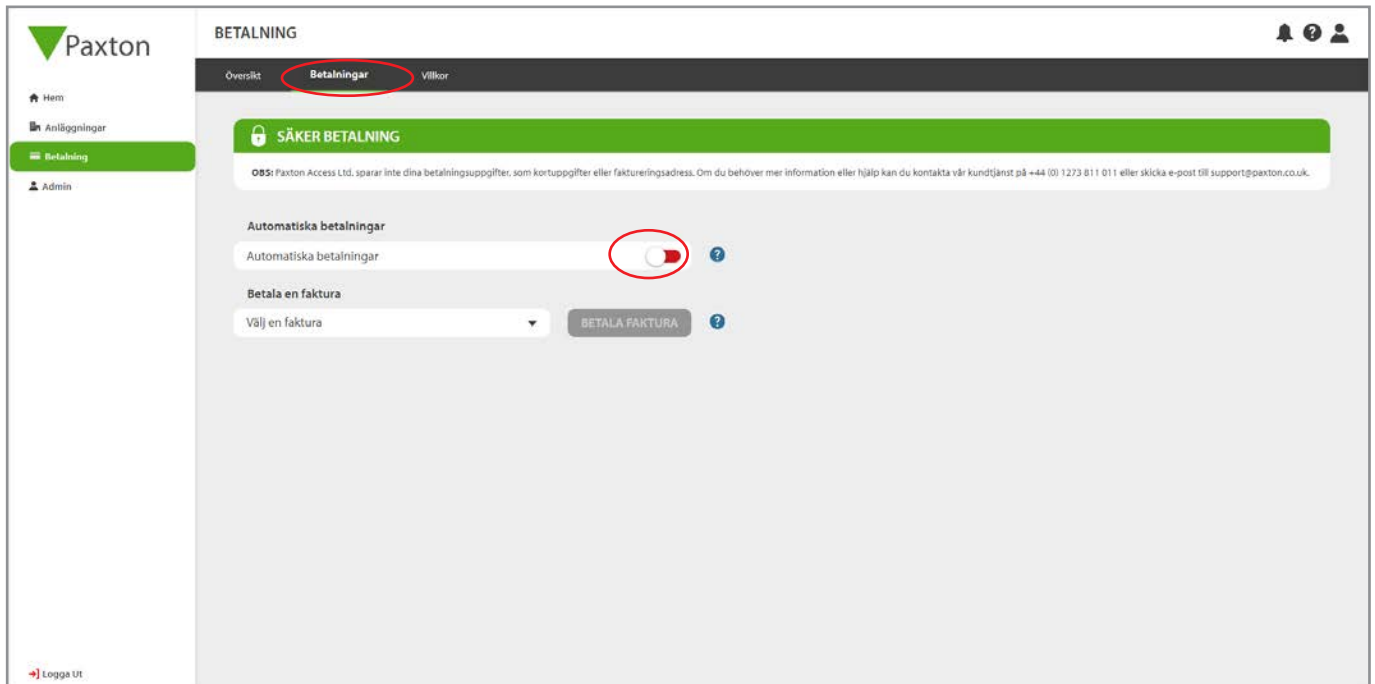 Paxton
BETALNING
Översikt Betalningar Villkor
Hem
Anläggningar
Betalning
Admin
SÄKER BETALNING
OBS: Paxton Access Ltd. sparar inte dina betalningsuppgifter, som kortuppgifter eller faktureringsadress. Om du behöver mer information eller hjälp kan du kontakta vår kundtjänst på +44 (0) 1273 811 011 eller skicka e-post till support@paxton.co.uk.
Automatiska betalningar
Automatiska betalningar
Betala en faktura
Välj en faktura BETALA FAKTURA
Logga Ut